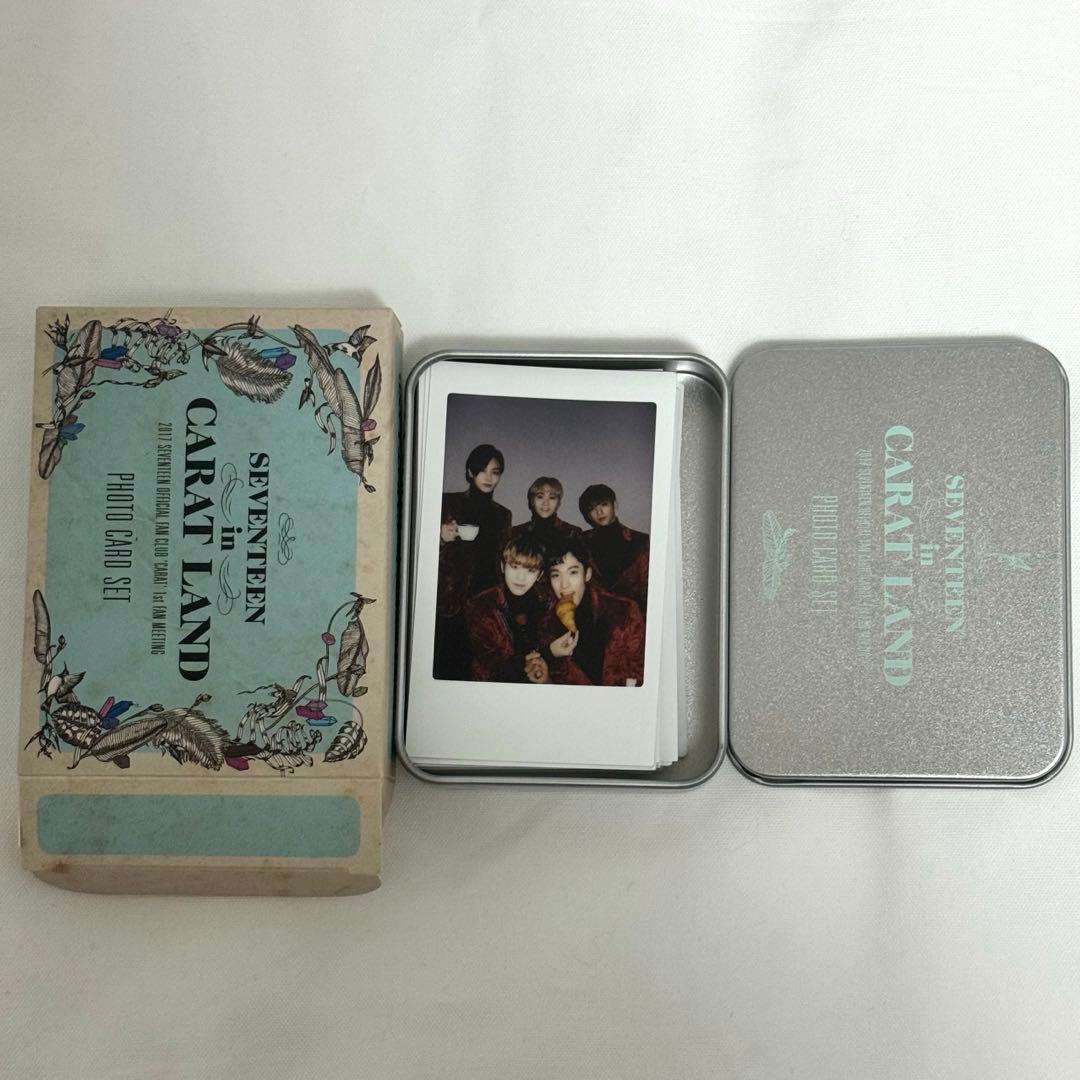 SEVENTEEN
in
CARAT LAND
2017 SEVENTEEN OFFICIAL FAN CLUB 'CARAT' 1st FAN MEETING
PHOTO CARD SET
SEVENTEEN
in
CARAT LAND
PHOTO CARD SET